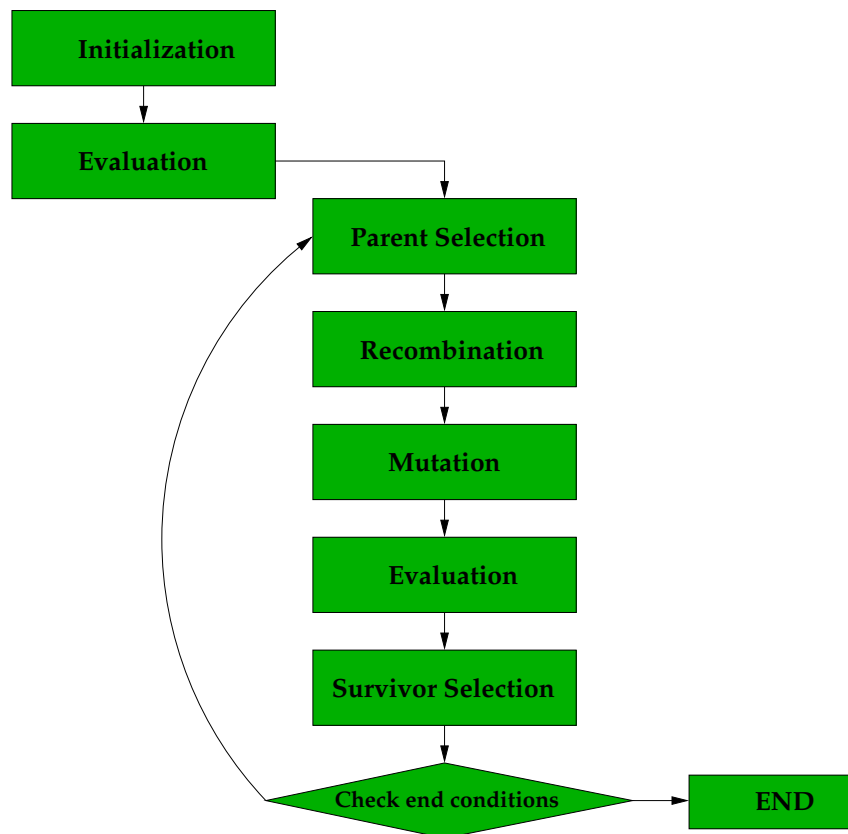 Initialization
Evaluation
Parent Selection
Recombination
Mutation
Evaluation
Survivor Selection
Check end conditions
END